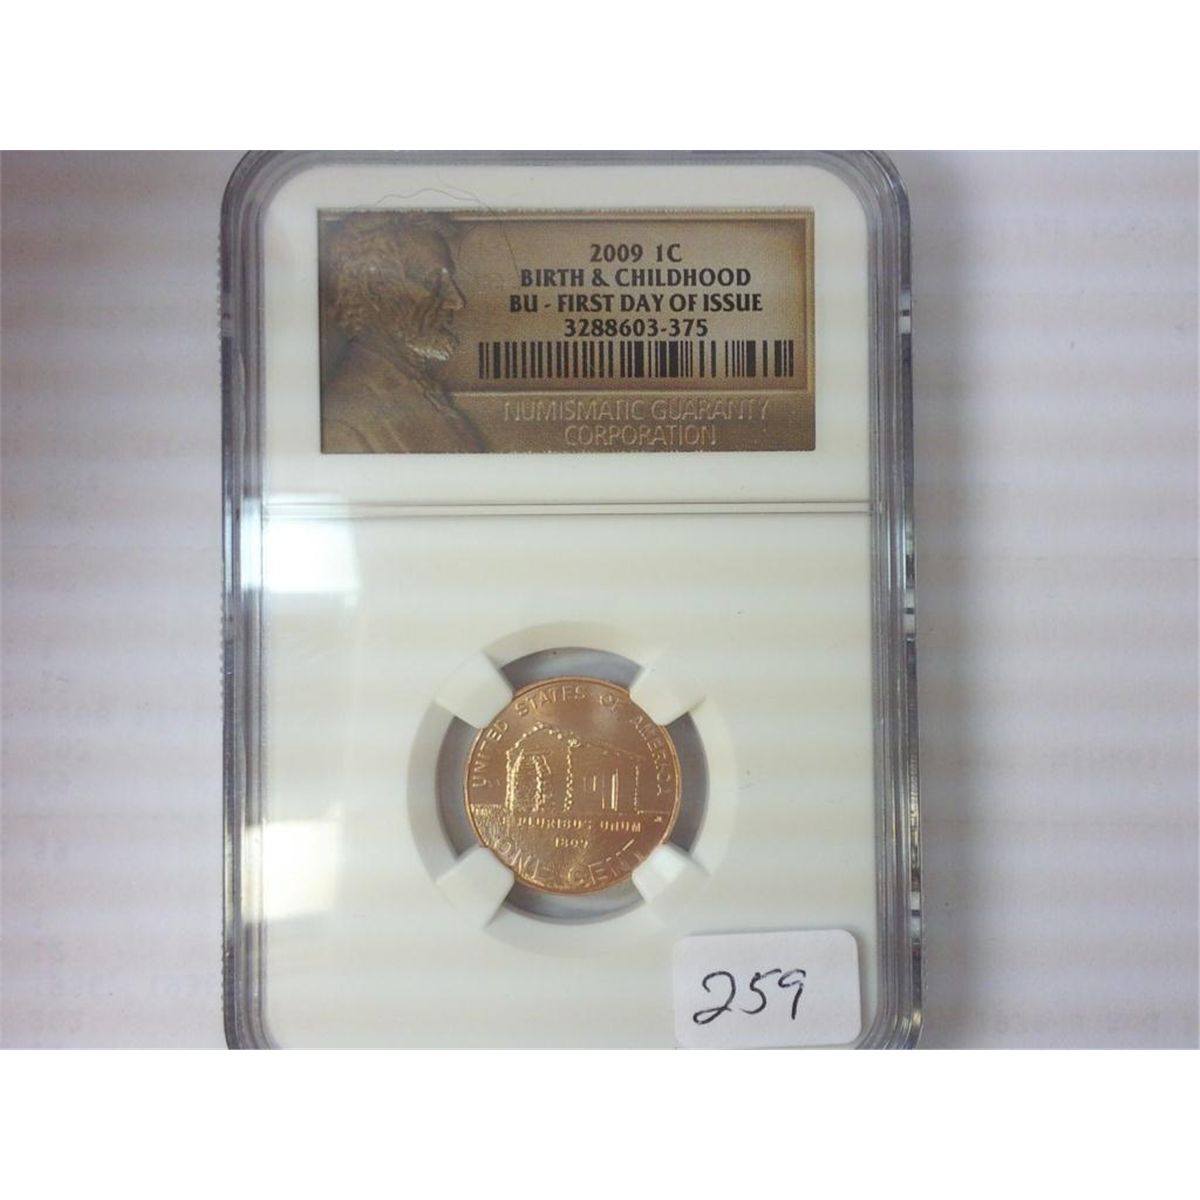 2009 1C
BIRTH & CHILDHOOD
BU - FIRST DAY OF ISSUE
3288603-375
NUMISMATIC GUARANTY
CORPORATION
UNITED STATES OF AMERICA
E PLURIBUS UNUM
1809
ONE CENT
259